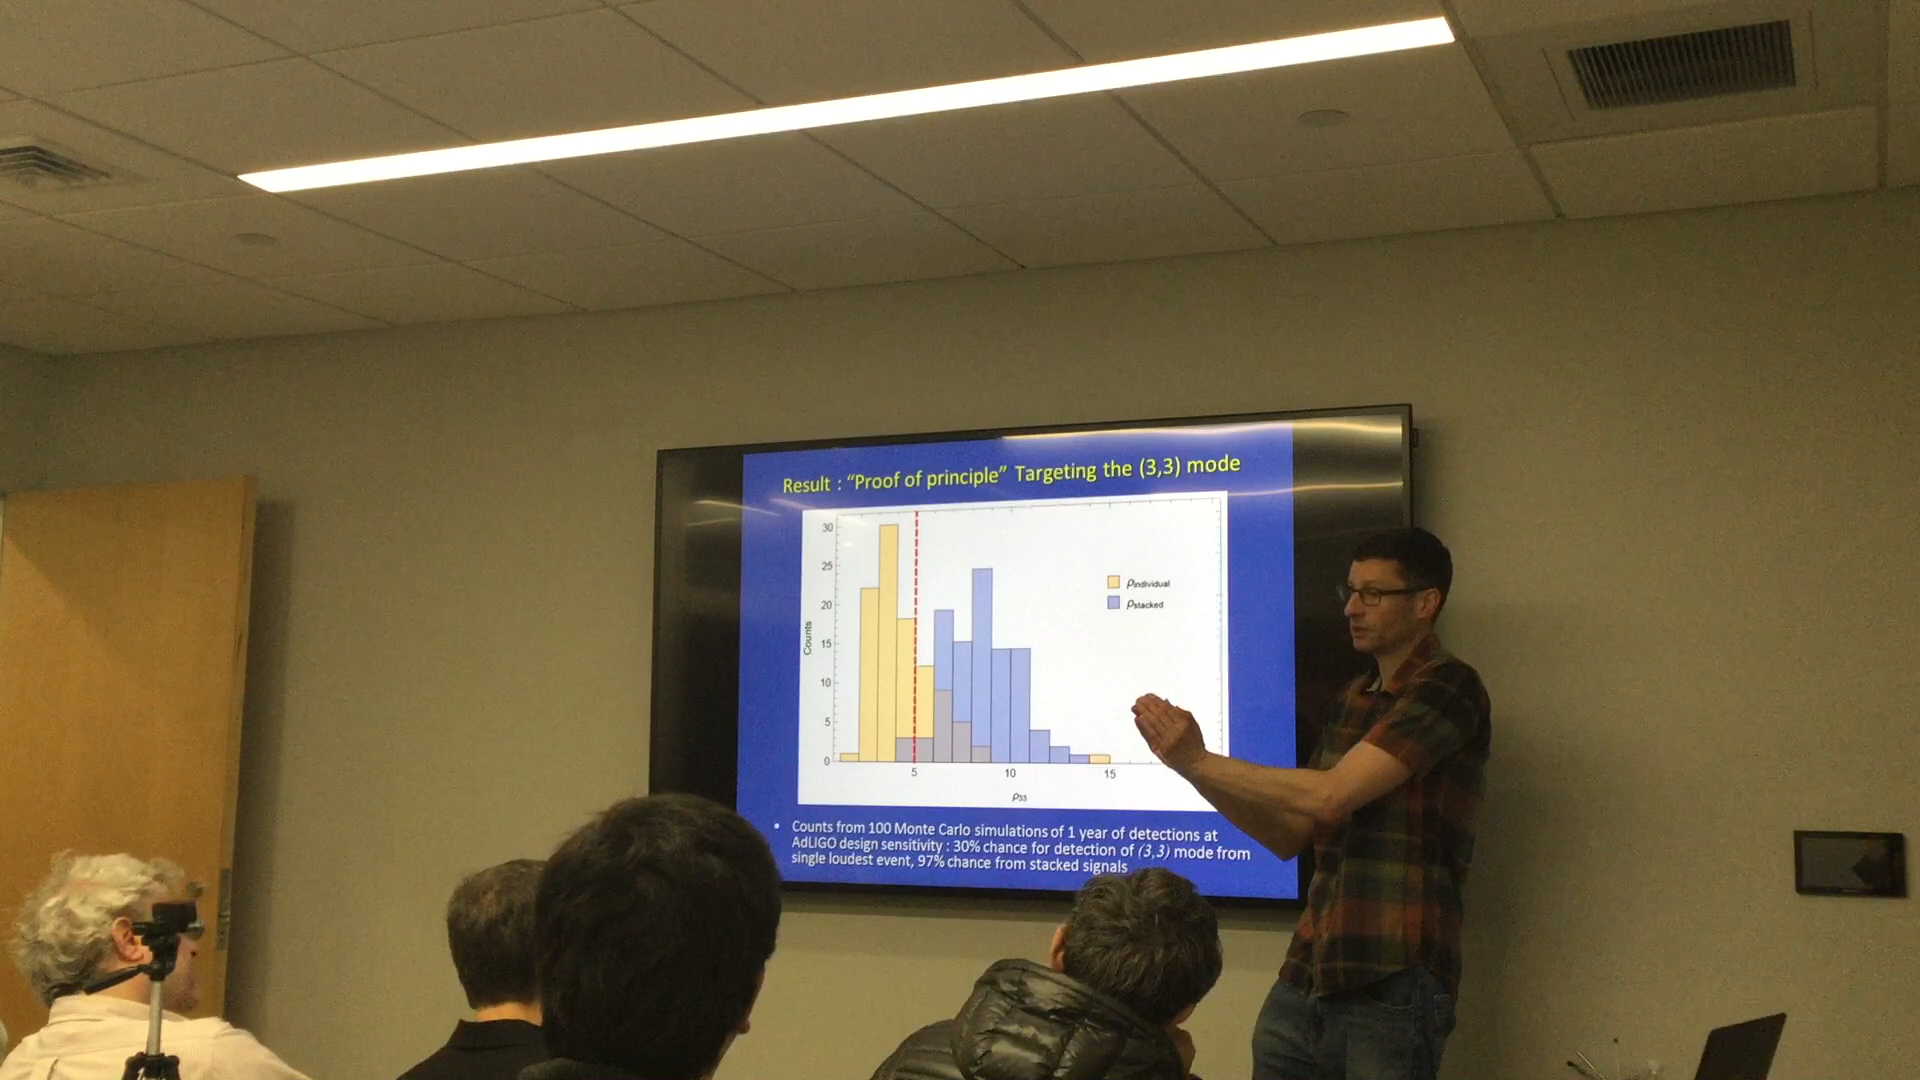 Result : “Proof of principle” Targeting the (3,3) mode
30
25
20
15
10
5
0
Counts
ρindividual
ρstacked
5
10
15
ρ33
• Counts from 100 Monte Carlo simulations of 1 year of detections at
AdLIGO design sensitivity : 30% chance for detection of (3,3) mode from
single loudest event, 97% chance from stacked signals